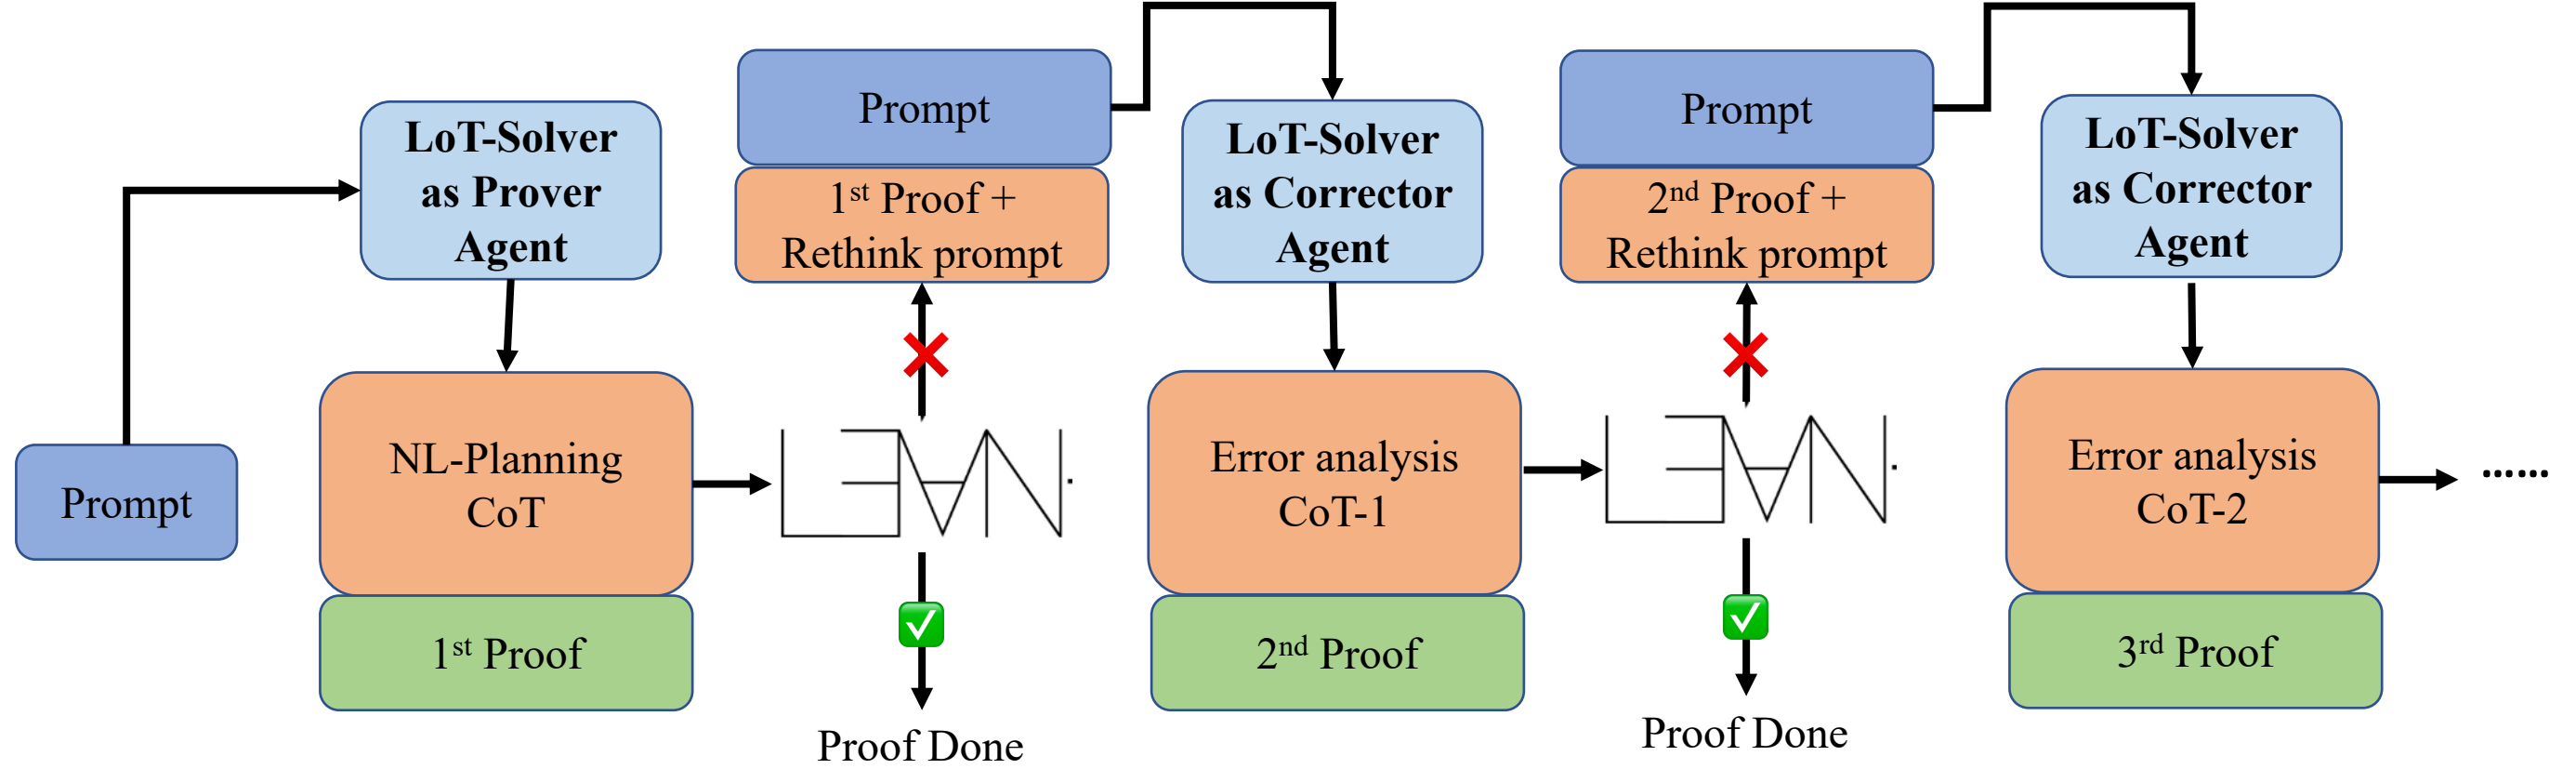 Prompt
LoT-Solver
as Prover
Agent
NL-Planning
CoT
1st Proof
Prompt
1st Proof +
Rethink prompt
L∃∀N.
Proof Done
LoT-Solver
as Corrector
Agent
Error analysis
CoT-1
2nd Proof
Prompt
2nd Proof +
Rethink prompt
L∃∀N.
Proof Done
LoT-Solver
as Corrector
Agent
Error analysis
CoT-2
3rd Proof
......